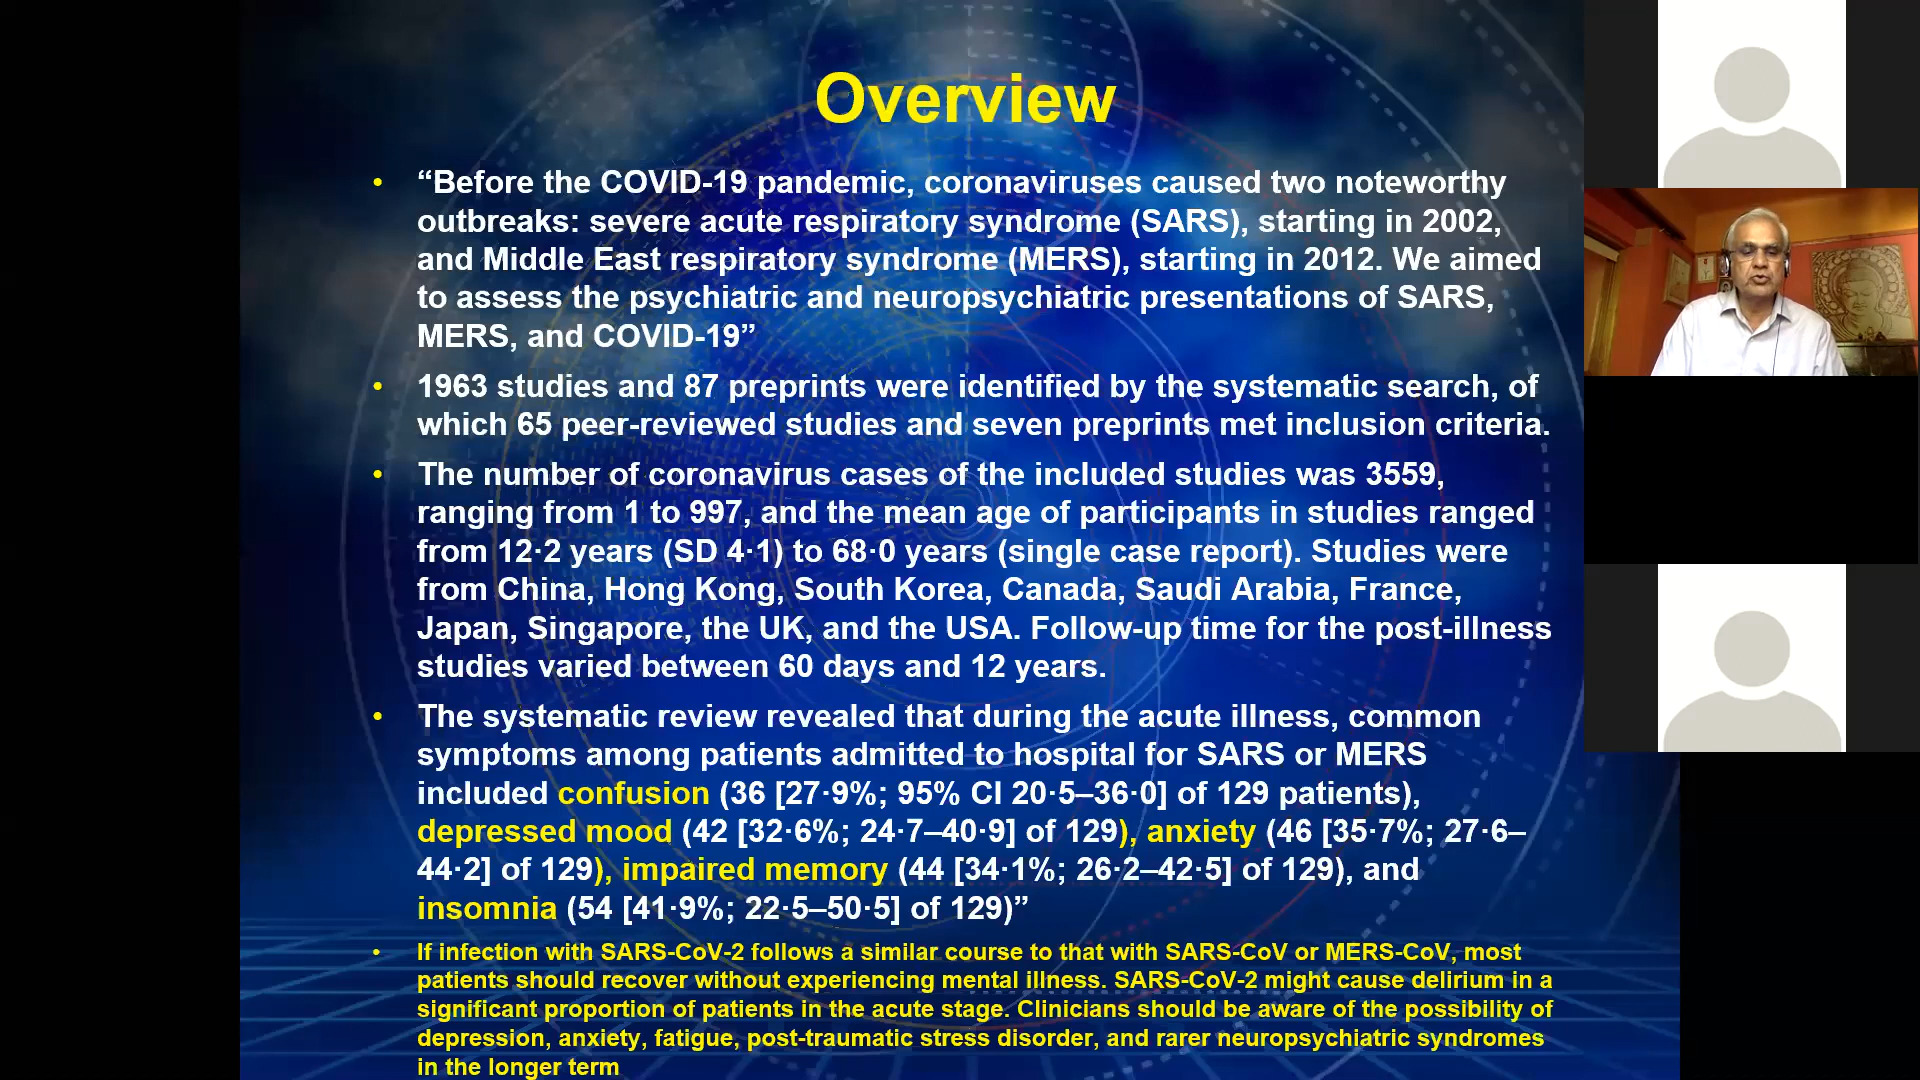 Overview
• “Before the COVID-19 pandemic, coronaviruses caused two noteworthy
outbreaks: severe acute respiratory syndrome (SARS), starting in 2002,
and Middle East respiratory syndrome (MERS), starting in 2012. We aimed
to assess the psychiatric and neuropsychiatric presentations of SARS,
MERS, and COVID-19”
• 1963 studies and 87 preprints were identified by the systematic search, of
which 65 peer-reviewed studies and seven preprints met inclusion criteria.
• The number of coronavirus cases of the included studies was 3559,
ranging from 1 to 997, and the mean age of participants in studies ranged
from 12·2 years (SD 4·1) to 68·0 years (single case report). Studies were
from China, Hong Kong, South Korea, Canada, Saudi Arabia, France,
Japan, Singapore, the UK, and the USA. Follow-up time for the post-illness
studies varied between 60 days and 12 years.
• The systematic review revealed that during the acute illness, common
symptoms among patients admitted to hospital for SARS or MERS
included confusion (36 [27·9%; 95% CI 20·5–36·0] of 129 patients),
depressed mood (42 [32·6%; 24·7–40·9] of 129), anxiety (46 [35·7%; 27·6–
44·2] of 129), impaired memory (44 [34·1%; 26·2–42·5] of 129), and
insomnia (54 [41·9%; 22·5–50·5] of 129)”
• If infection with SARS-CoV-2 follows a similar course to that with SARS-CoV or MERS-CoV, most
patients should recover without experiencing mental illness. SARS-CoV-2 might cause delirium in a
significant proportion of patients in the acute stage. Clinicians should be aware of the possibility of
depression, anxiety, fatigue, post-traumatic stress disorder, and rarer neuropsychiatric syndromes
in the longer term